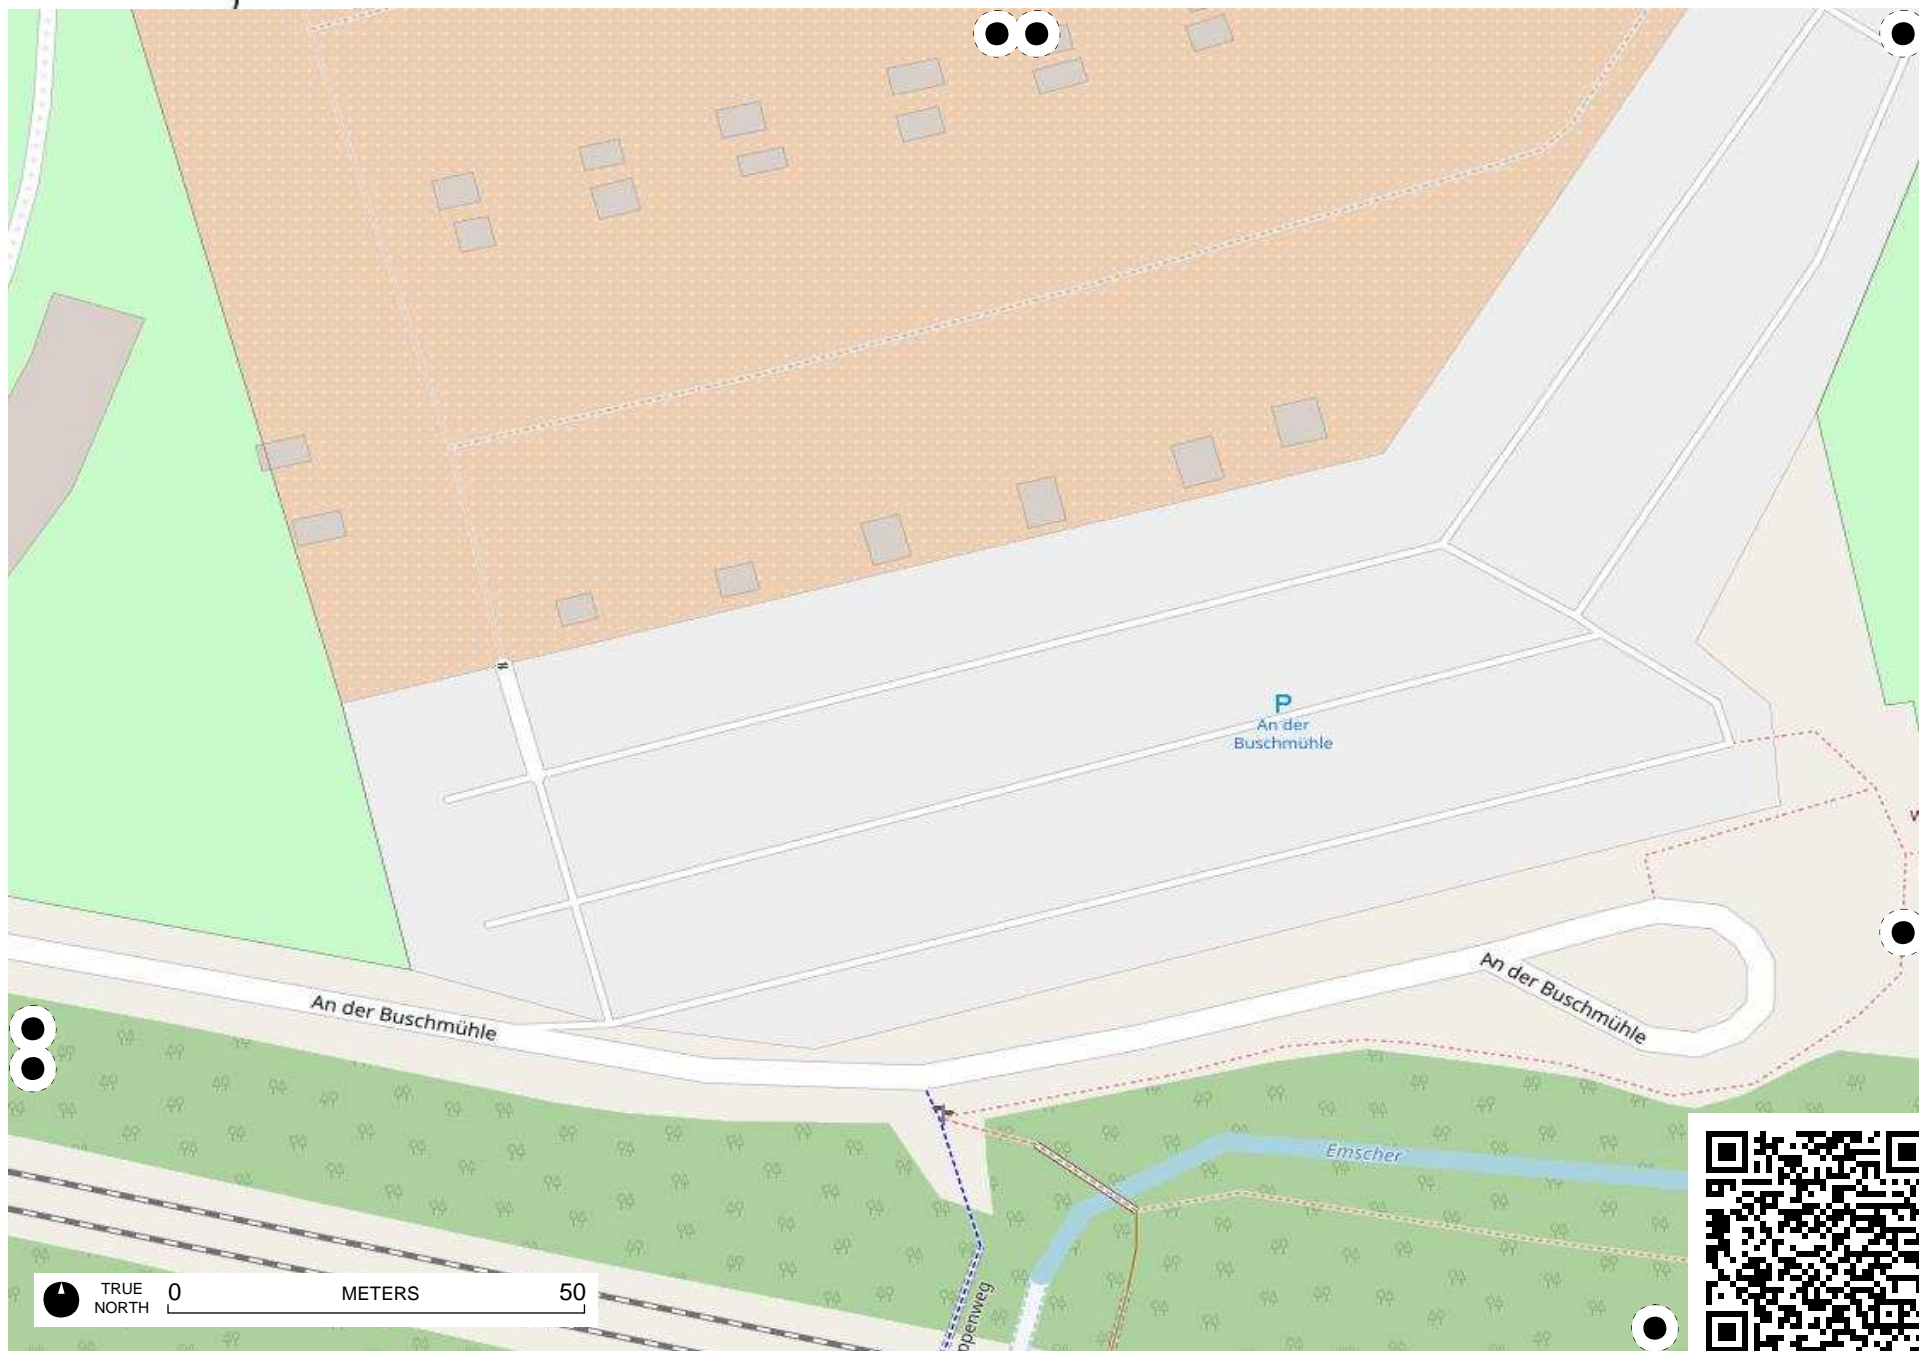 P
An der
Buschmühle
An der Buschmühle
An der Buschmühle
Emscher
TRUE
NORTH
0
METERS
50